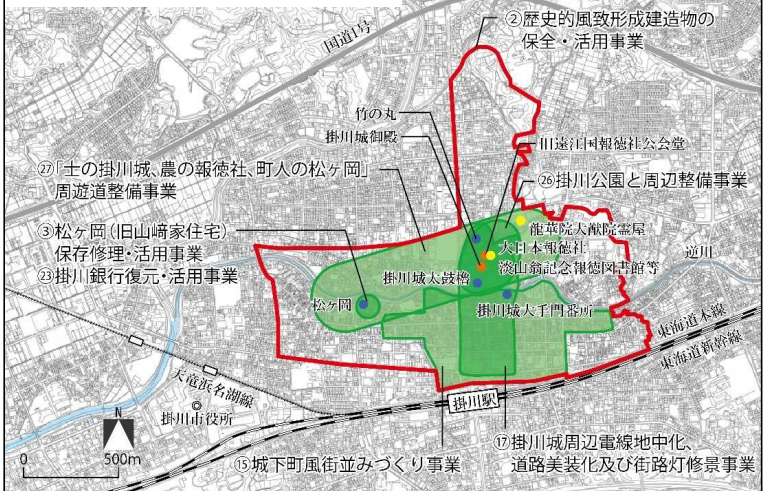 ②歴史的風致形成建造物の
保全・活用事業
国道1号
竹の丸
掛川城御殿
旧遠江国報徳社公会堂
㉗「士の掛川城、農の報徳社、町人の松ヶ岡」
周遊道整備事業
㉖掛川公園と周辺整備事業
③松ヶ岡(旧山﨑家住宅)
保存修理・活用事業
㉓掛川銀行復元・活用事業
龍華院大猷院霊屋
大日本報徳社
淡山翁記念報徳図書館等
逆川
掛川城太鼓櫓
松ヶ岡
掛川城大手門番所
東海道本線
東海道新幹線
天竜浜名湖線
掛川市役所
掛川駅
N
0
500m
⑮城下町風街並みづくり事業
⑰掛川城周辺電線地中化、
道路美装化及び街路灯修景事業